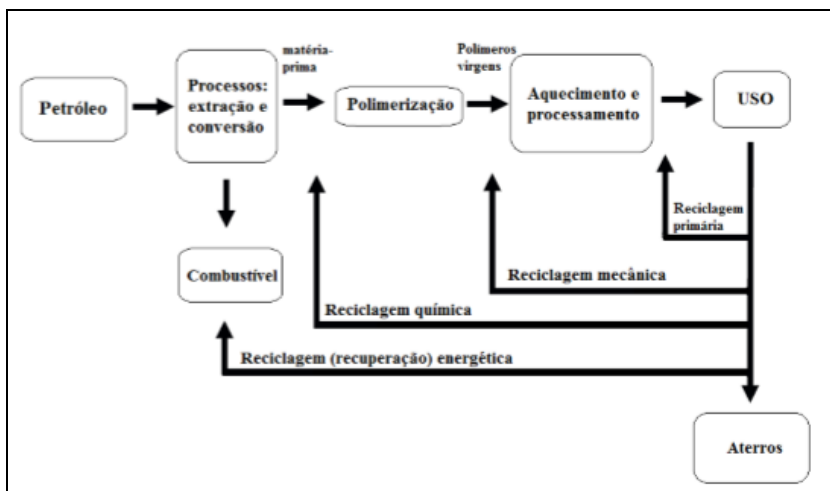 Petróleo
Processos:
extração e
conversão
matéria-
prima
Polimerização
Polímeros
virgens
Aquecimento e
processamento
USO
Reciclagem
primária
Combustível
Reciclagem mecânica
Reciclagem química
Reciclagem (recuperação) energética
Aterros